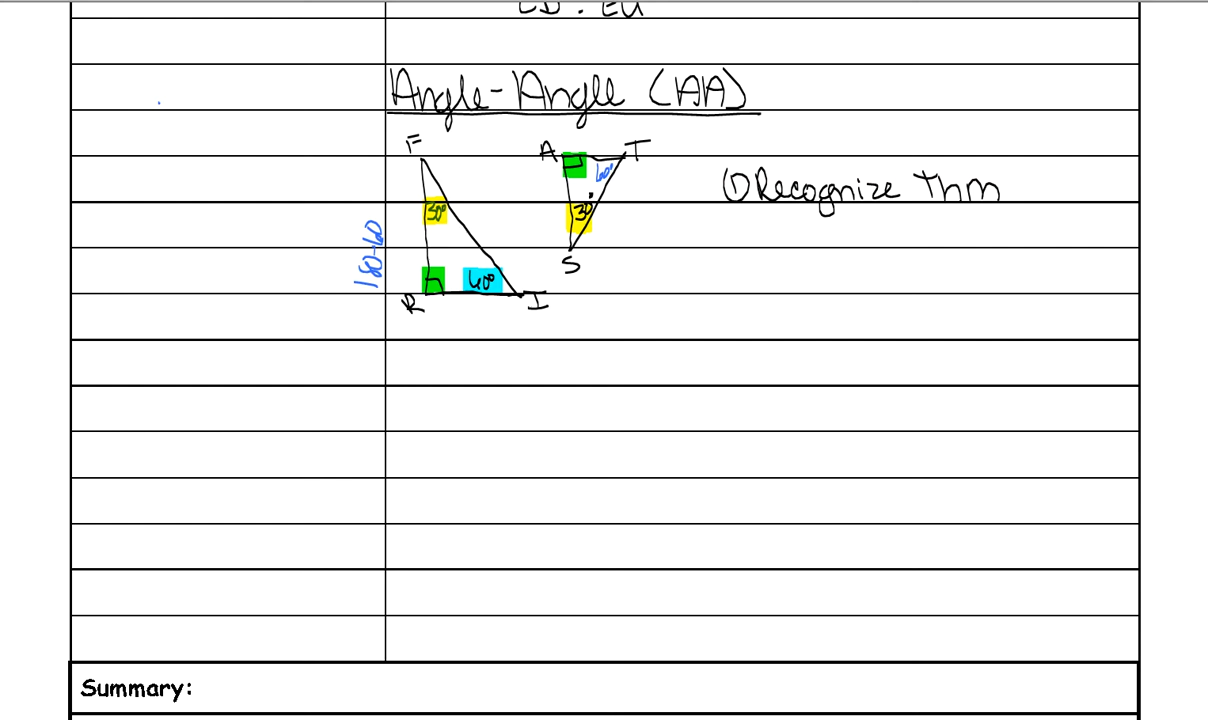 Angle-Angle (AA)
F
A
T
60°
① Recognize Thm
30°
30
S
180-60
60°
R
I
Summary: